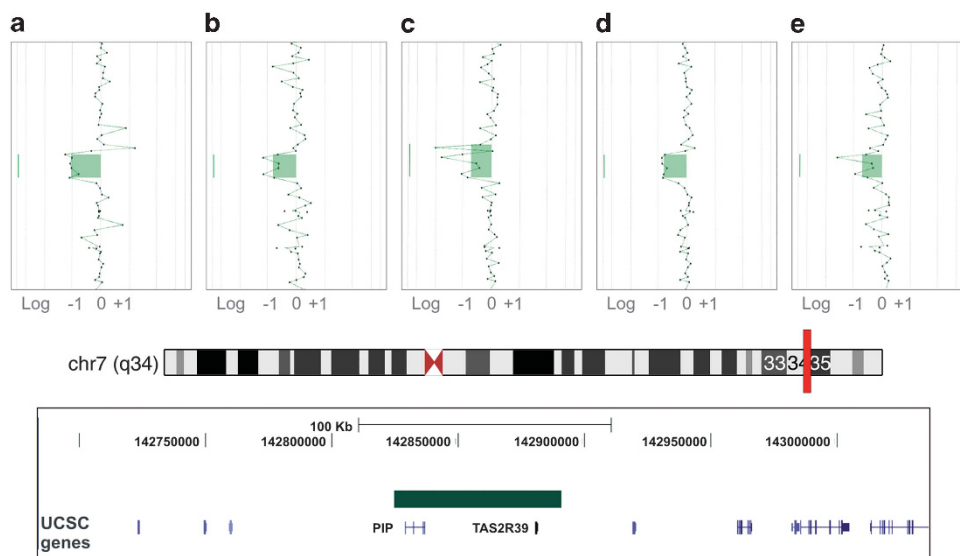 a b c d e
Log -1 0 +1 Log -1 0 +1 Log -1 0 +1 Log -1 0 +1 Log -1 0 +1
chr7 (q34) 33 34 35
100 Kb
142750000 142800000 142850000 142900000 142950000 143000000
PIP TAS2R39
UCSC
genes